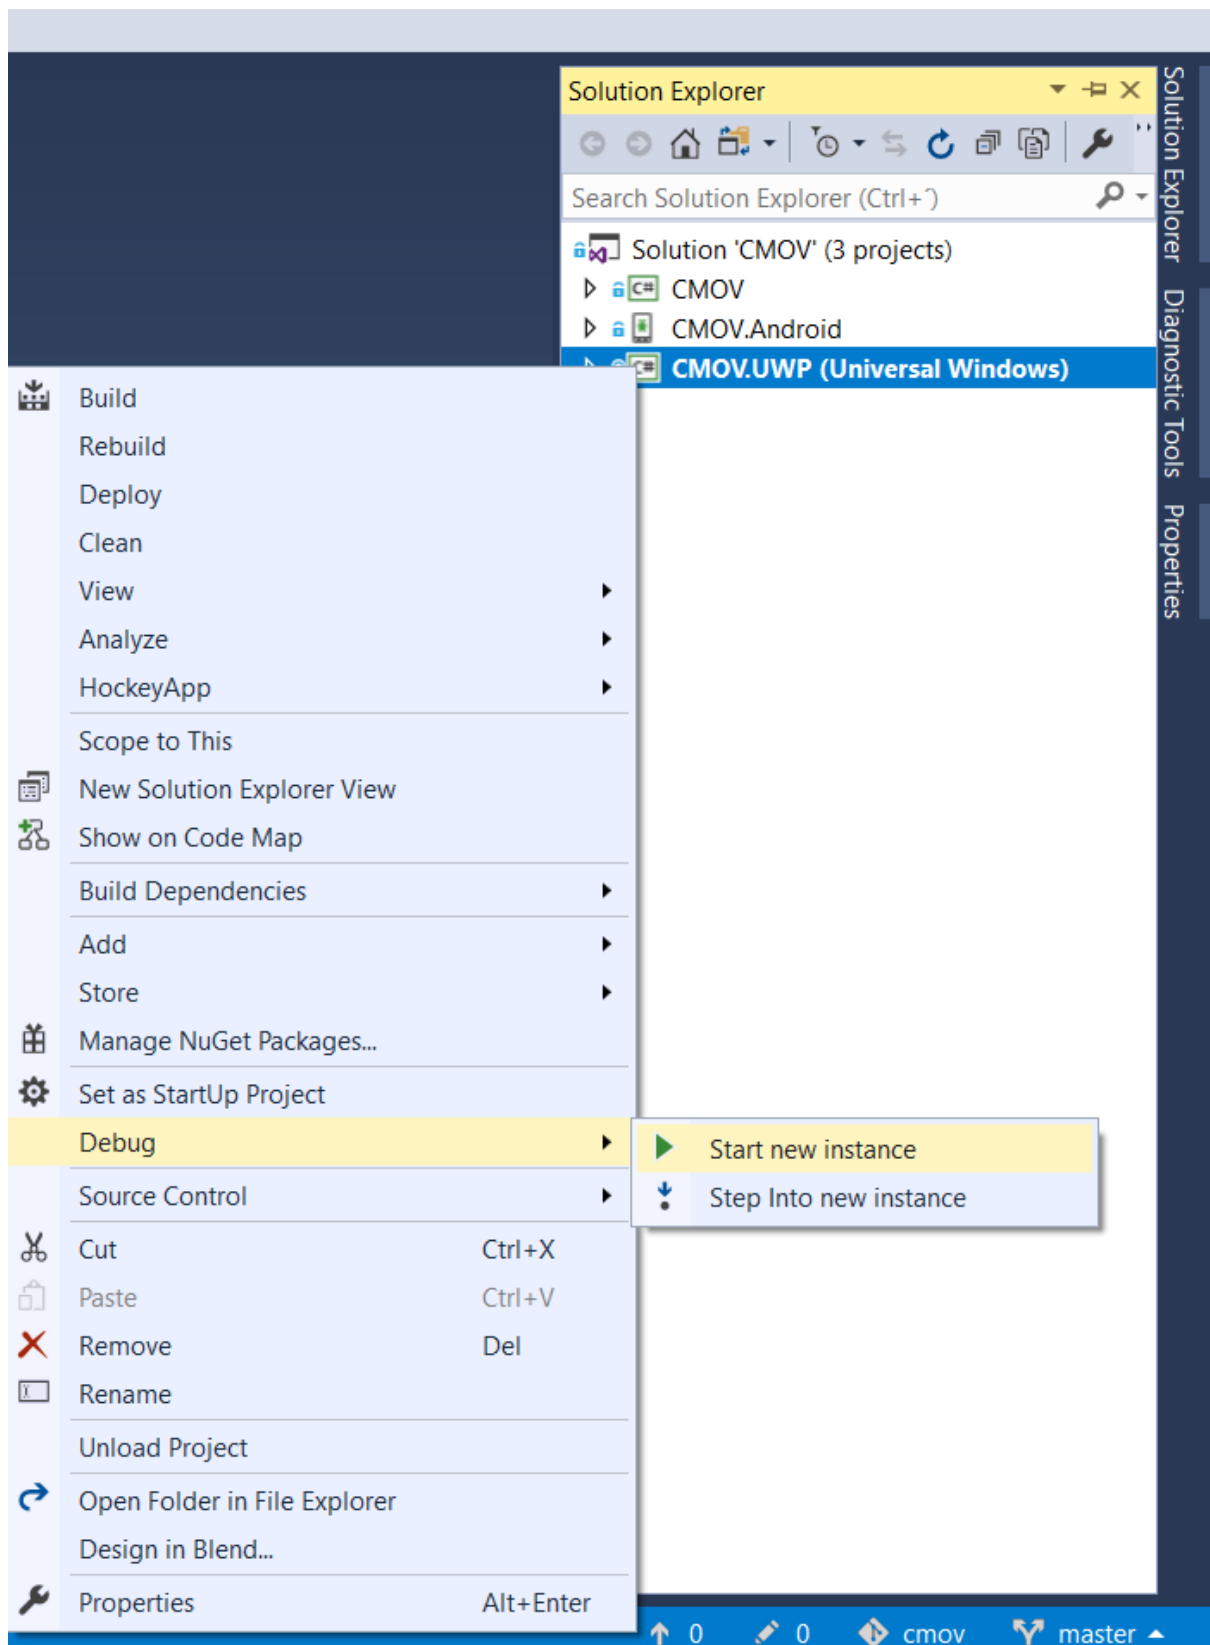 Solution Explorer
Search Solution Explorer (Ctrl+´)
Solution 'CMOV' (3 projects)
C# CMOV
CMOV.Android
C# CMOV.UWP (Universal Windows)
Solution Explorer
Diagnostic Tools
Properties
Build
Rebuild
Deploy
Clean
View
Analyze
HockeyApp
Scope to This
New Solution Explorer View
Show on Code Map
Build Dependencies
Add
Store
Manage NuGet Packages...
Set as StartUp Project
Debug
Start new instance
Step Into new instance
Source Control
Cut Ctrl+X
Paste Ctrl+V
Remove Del
Rename
Unload Project
Open Folder in File Explorer
Design in Blend...
Properties Alt+Enter
0 0 cmov master